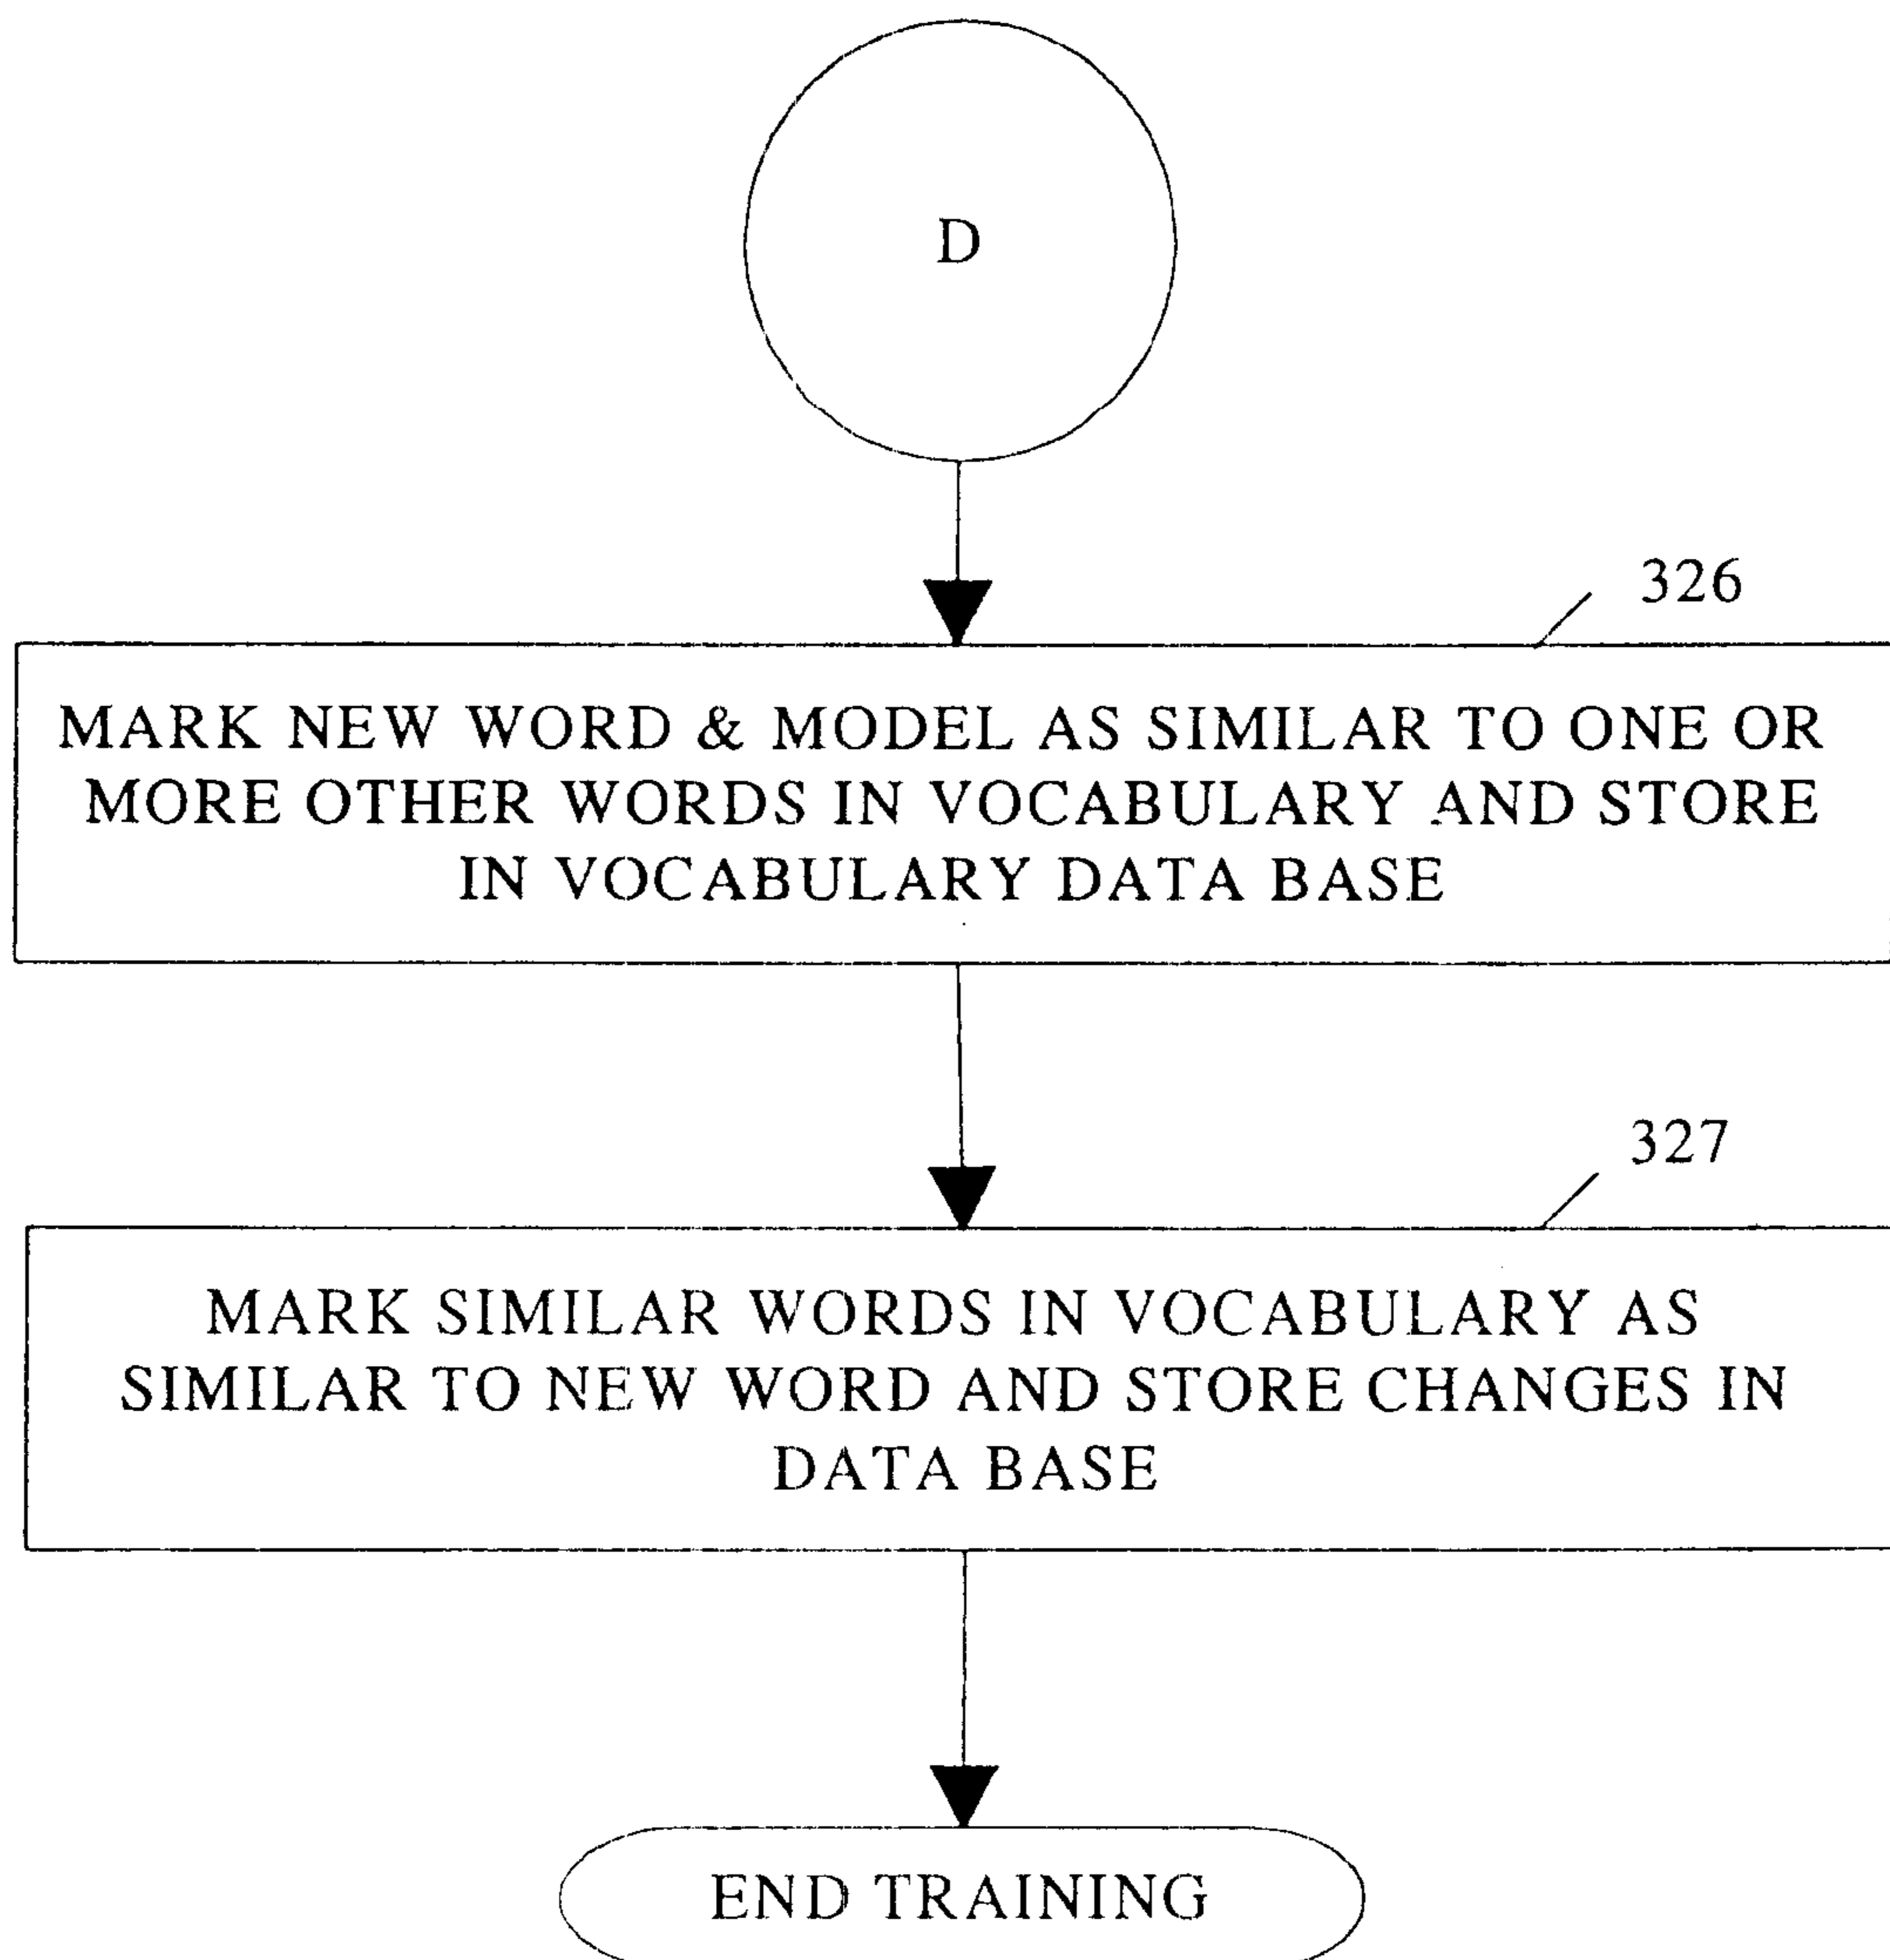 D
326
MARK NEW WORD & MODEL AS SIMILAR TO ONE OR
MORE OTHER WORDS IN VOCABULARY AND STORE
IN VOCABULARY DATA BASE
327
MARK SIMILAR WORDS IN VOCABULARY AS
SIMILAR TO NEW WORD AND STORE CHANGES IN
DATA BASE
END TRAINING